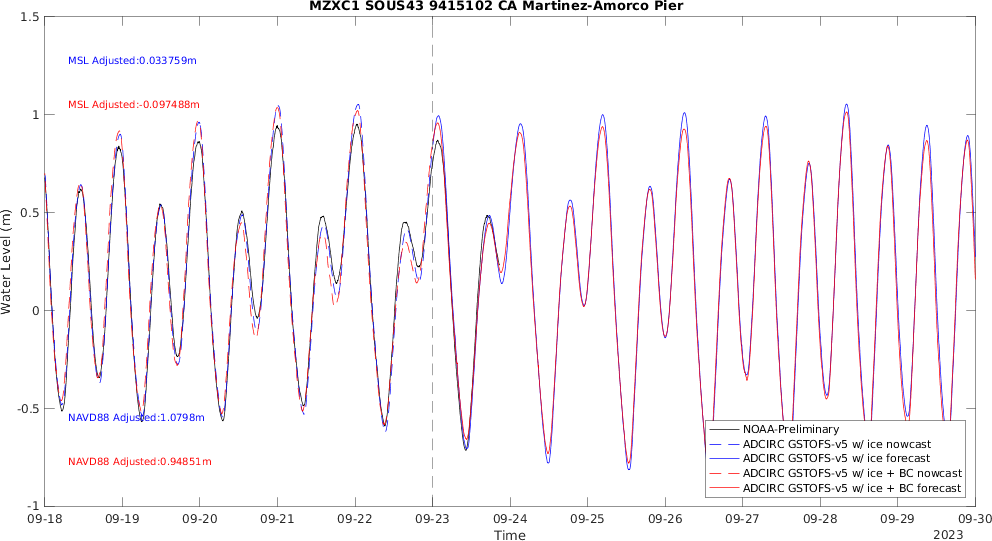 MZXC1 SOUS43 9415102 CA Martinez-Amorco Pier
1.5
1
0.5
0
-0.5
-1
Water Level (m)
MSL Adjusted:0.033759m
MSL Adjusted:-0.097488m
NAVD88 Adjusted:1.0798m
NAVD88 Adjusted:0.94851m
NOAA-Preliminary
ADCIRC GSTOFS-v5 w/ ice nowcast
ADCIRC GSTOFS-v5 w/ ice forecast
ADCIRC GSTOFS-v5 w/ ice + BC nowcast
ADCIRC GSTOFS-v5 w/ ice + BC forecast
09-18 09-19 09-20 09-21 09-22 09-23 09-24 09-25 09-26 09-27 09-28 09-29 09-30
Time
2023